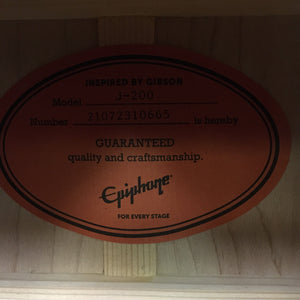 INSPIRED BY GIBSON
Model J-200
Number 21072310665 is hereby
GUARANTEED
quality and craftsmanship.
Epiphone
FOR EVERY STAGE